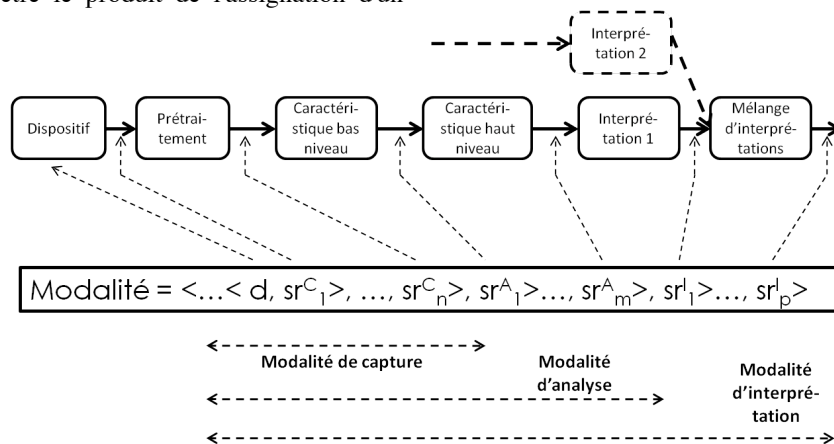 être le produit de l'assignation d'un
Interpré-
tation 2
Dispositif
Prétrai-
tement
Caractéri-
stique bas
niveau
Caractéri-
stique haut
niveau
Interpré-
tation 1
Mélange
d'interpré-
tations
Modalité = <...< d, srC1>, ..., srCn>, srA1>..., srAm>, srI1>..., srIp>
Modalité de capture
Modalité
d'analyse
Modalité
d'interpré-
tation